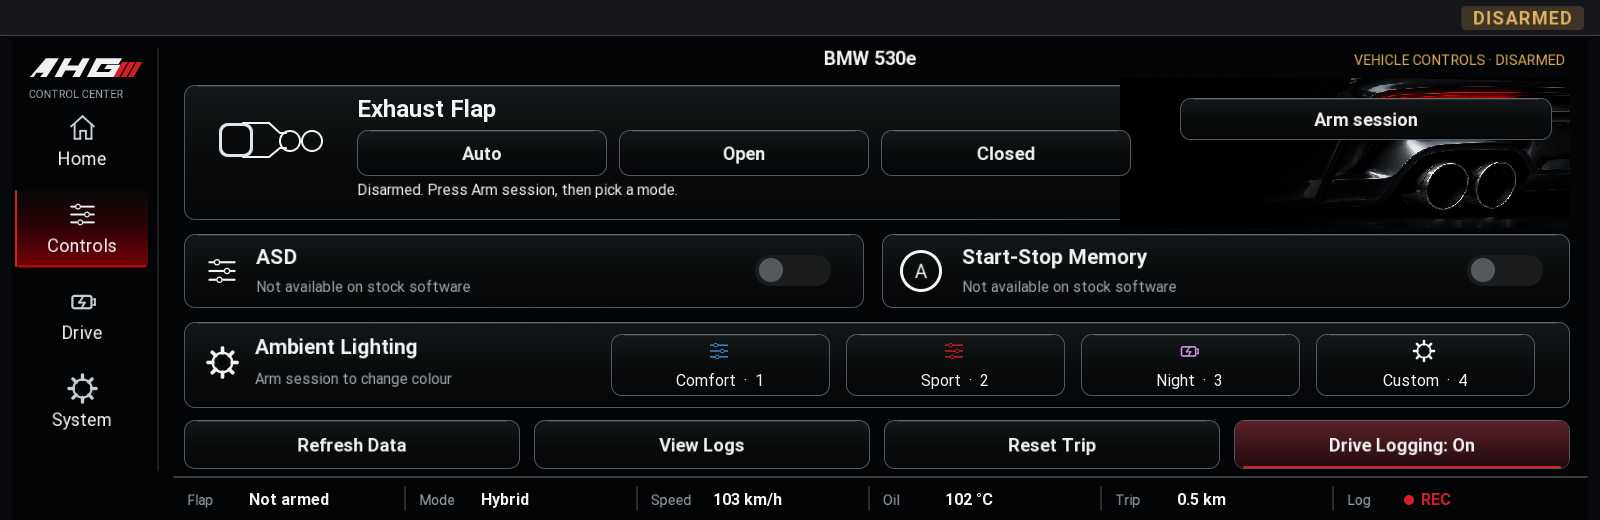 DISARMED
AHG
CONTROL CENTER
BMW 530e
VEHICLE CONTROLS · DISARMED
Home
Controls
Drive
System
Exhaust Flap
Auto
Open
Closed
Arm session
Disarmed. Press Arm session, then pick a mode.
ASD
Not available on stock software
A
Start-Stop Memory
Not available on stock software
Ambient Lighting
Arm session to change colour
Comfort · 1
Sport · 2
Night · 3
Custom · 4
Refresh Data
View Logs
Reset Trip
Drive Logging: On
Flap Not armed
Mode Hybrid
Speed 103 km/h
Oil 102 °C
Trip 0.5 km
Log REC